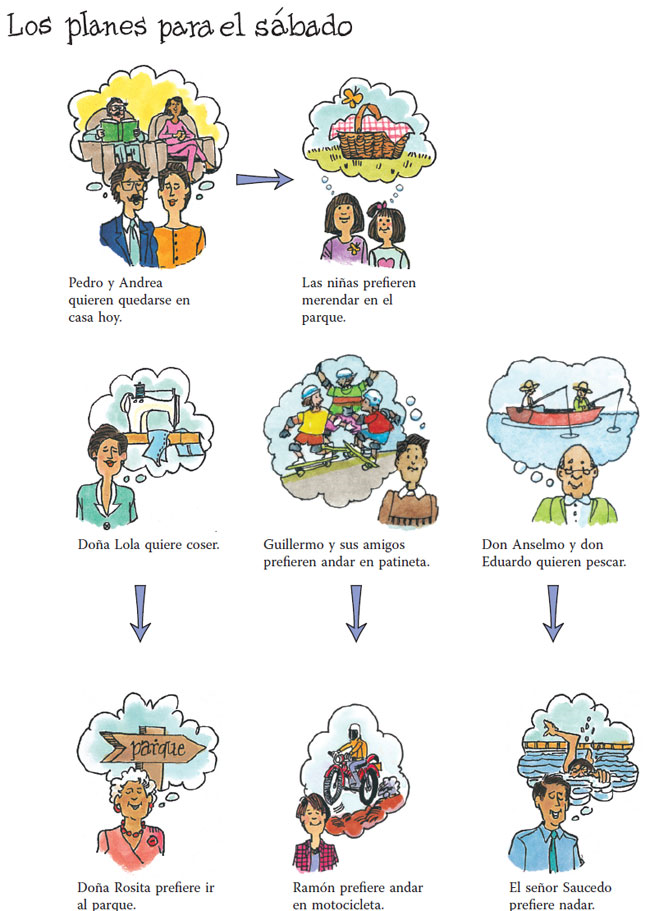 Los planes para el sábado
Pedro y Andrea
quieren quedarse en
casa hoy.
Las niñas prefieren
merendar en el
parque.
Doña Lola quiere coser.
Guillermo y sus amigos
prefieren andar en patineta.
Don Anselmo y don
Eduardo quieren pescar.
parque
Doña Rosita prefiere ir
al parque.
Ramón prefiere andar
en motocicleta.
El señor Saucedo
prefiere nadar.